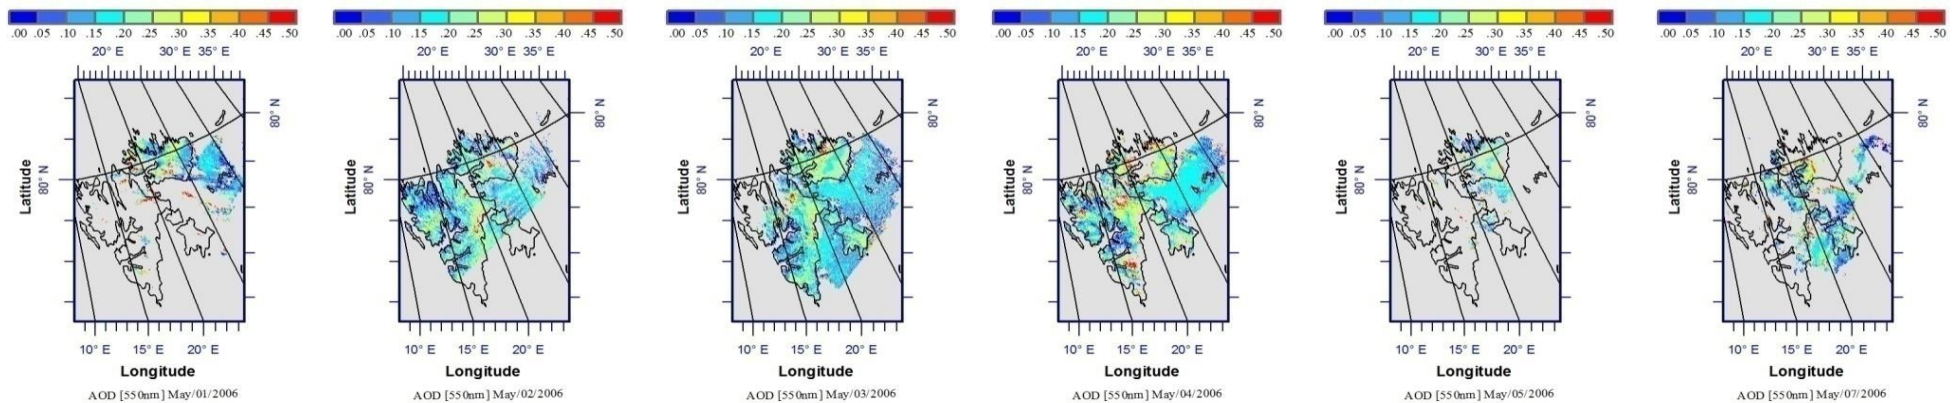 .00 .05 .10 .15 .20 .25 .30 .35 .40 .45 .50
20° E 30° E 35° E
80° N
80° N
Latitude
10° E 15° E 20° E
Longitude
AOD [550nm] May/01/2006
.00 .05 .10 .15 .20 .25 .30 .35 .40 .45 .50
20° E 30° E 35° E
80° N
80° N
Latitude
10° E 15° E 20° E
Longitude
AOD [550nm] May/02/2006
.00 .05 .10 .15 .20 .25 .30 .35 .40 .45 .50
20° E 30° E 35° E
80° N
80° N
Latitude
10° E 15° E 20° E
Longitude
AOD [550nm] May/03/2006
.00 .05 .10 .15 .20 .25 .30 .35 .40 .45 .50
20° E 30° E 35° E
80° N
80° N
Latitude
10° E 15° E 20° E
Longitude
AOD [550nm] May/04/2006
.00 .05 .10 .15 .20 .25 .30 .35 .40 .45 .50
20° E 30° E 35° E
80° N
80° N
Latitude
10° E 15° E 20° E
Longitude
AOD [550nm] May/05/2006
.00 .05 .10 .15 .20 .25 .30 .35 .40 .45 .50
20° E 30° E 35° E
80° N
80° N
Latitude
10° E 15° E 20° E
Longitude
AOD [550nm] May/07/2006